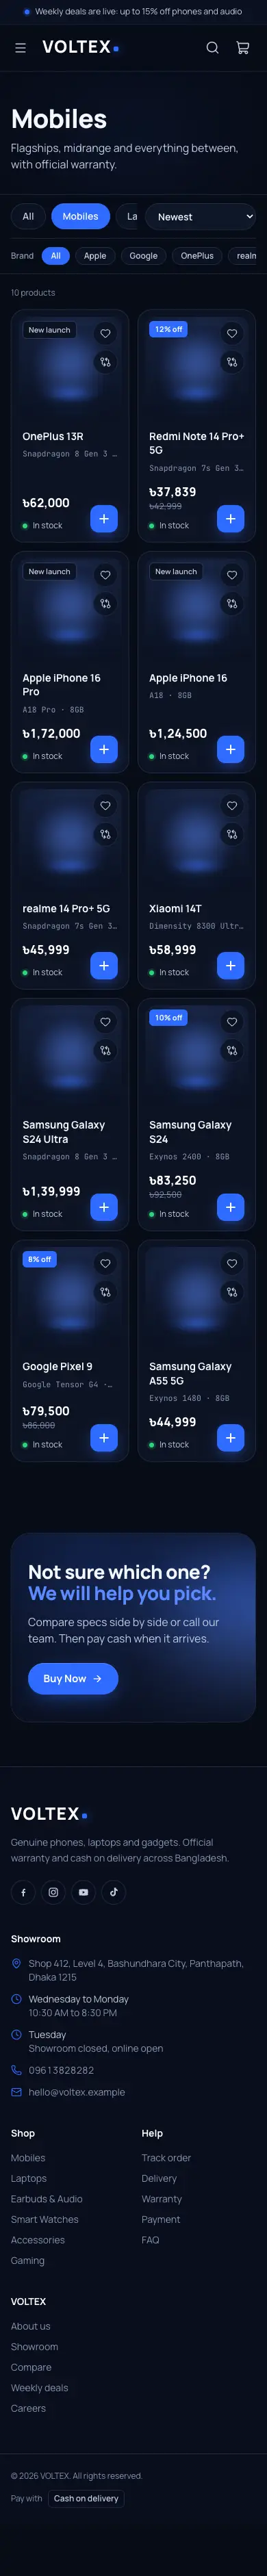 Weekly deals are live: up to 15% off phones and audio
VOLTEX
Mobiles
Flagships, midrange and everything between,
with official warranty.
All Mobiles La Newest
Brand All Apple Google OnePlus realm
10 products
New launch
OnePlus 13R
Snapdragon 8 Gen 3 …
৳62,000
In stock
12% off
Redmi Note 14 Pro+
5G
Snapdragon 7s Gen 3…
৳37,839
৳42,999
In stock
New launch
Apple iPhone 16
Pro
A18 Pro · 8GB
৳1,72,000
In stock
New launch
Apple iPhone 16
A18 · 8GB
৳1,24,500
In stock
realme 14 Pro+ 5G
Snapdragon 7s Gen 3…
৳45,999
In stock
Xiaomi 14T
Dimensity 8300 Ultr…
৳58,999
In stock
Samsung Galaxy
S24 Ultra
Snapdragon 8 Gen 3 …
৳1,39,999
In stock
10% off
Samsung Galaxy
S24
Exynos 2400 · 8GB
৳83,250
৳92,500
In stock
8% off
Google Pixel 9
Google Tensor G4 ·…
৳79,500
৳86,000
In stock
Samsung Galaxy
A55 5G
Exynos 1480 · 8GB
৳44,999
In stock
Not sure which one?
We will help you pick.
Compare specs side by side or call our
team. Then pay cash when it arrives.
Buy Now
VOLTEX
Genuine phones, laptops and gadgets. Official
warranty and cash on delivery across Bangladesh.
Showroom
Shop 412, Level 4, Bashundhara City, Panthapath,
Dhaka 1215
Wednesday to Monday
10:30 AM to 8:30 PM
Tuesday
Showroom closed, online open
09613828282
hello@voltex.example
Shop
Mobiles
Laptops
Earbuds & Audio
Smart Watches
Accessories
Gaming
Help
Track order
Delivery
Warranty
Payment
FAQ
VOLTEX
About us
Showroom
Compare
Weekly deals
Careers
© 2026 VOLTEX. All rights reserved.
Pay with Cash on delivery